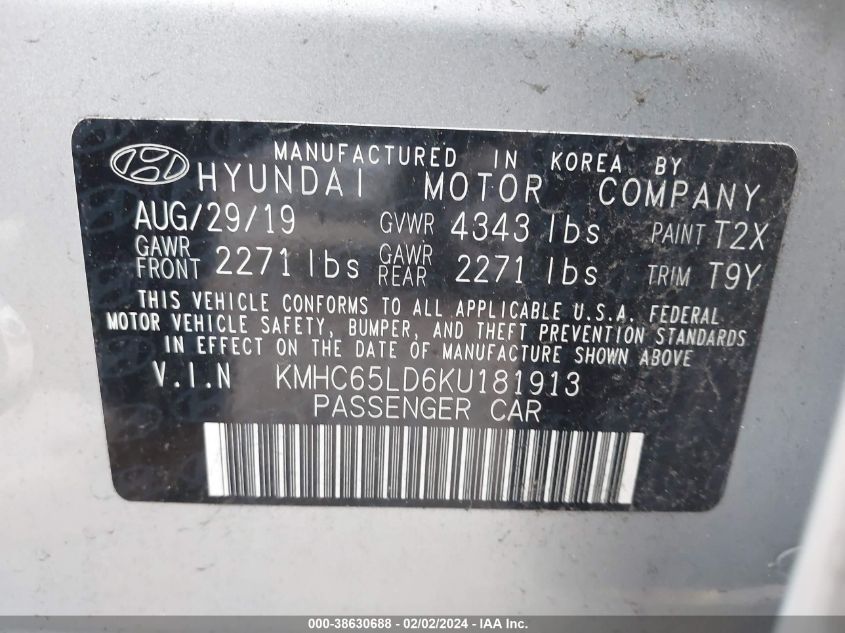 MANUFACTURED IN KOREA BY
HYUNDAI MOTOR COMPANY
AUG/29/19 GVWR 4343 lbs PAINT T2X
GAWR FRONT 2271 lbs GAWR REAR 2271 lbs TRIM T9Y
THIS VEHICLE CONFORMS TO ALL APPLICABLE U.S.A. FEDERAL
MOTOR VEHICLE SAFETY, BUMPER, AND THEFT PREVENTION STANDARDS
IN EFFECT ON THE DATE OF MANUFACTURE SHOWN ABOVE
V.I.N KMHC65LD6KU181913
PASSENGER CAR
000-38630688 - 02/02/2024 - IAA Inc.